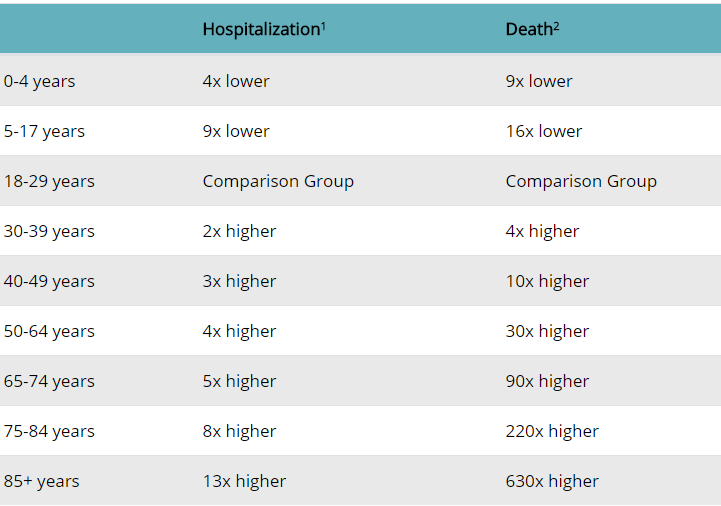 Hospitalization¹ Death²
0-4 years 4x lower 9x lower
5-17 years 9x lower 16x lower
18-29 years Comparison Group Comparison Group
30-39 years 2x higher 4x higher
40-49 years 3x higher 10x higher
50-64 years 4x higher 30x higher
65-74 years 5x higher 90x higher
75-84 years 8x higher 220x higher
85+ years 13x higher 630x higher